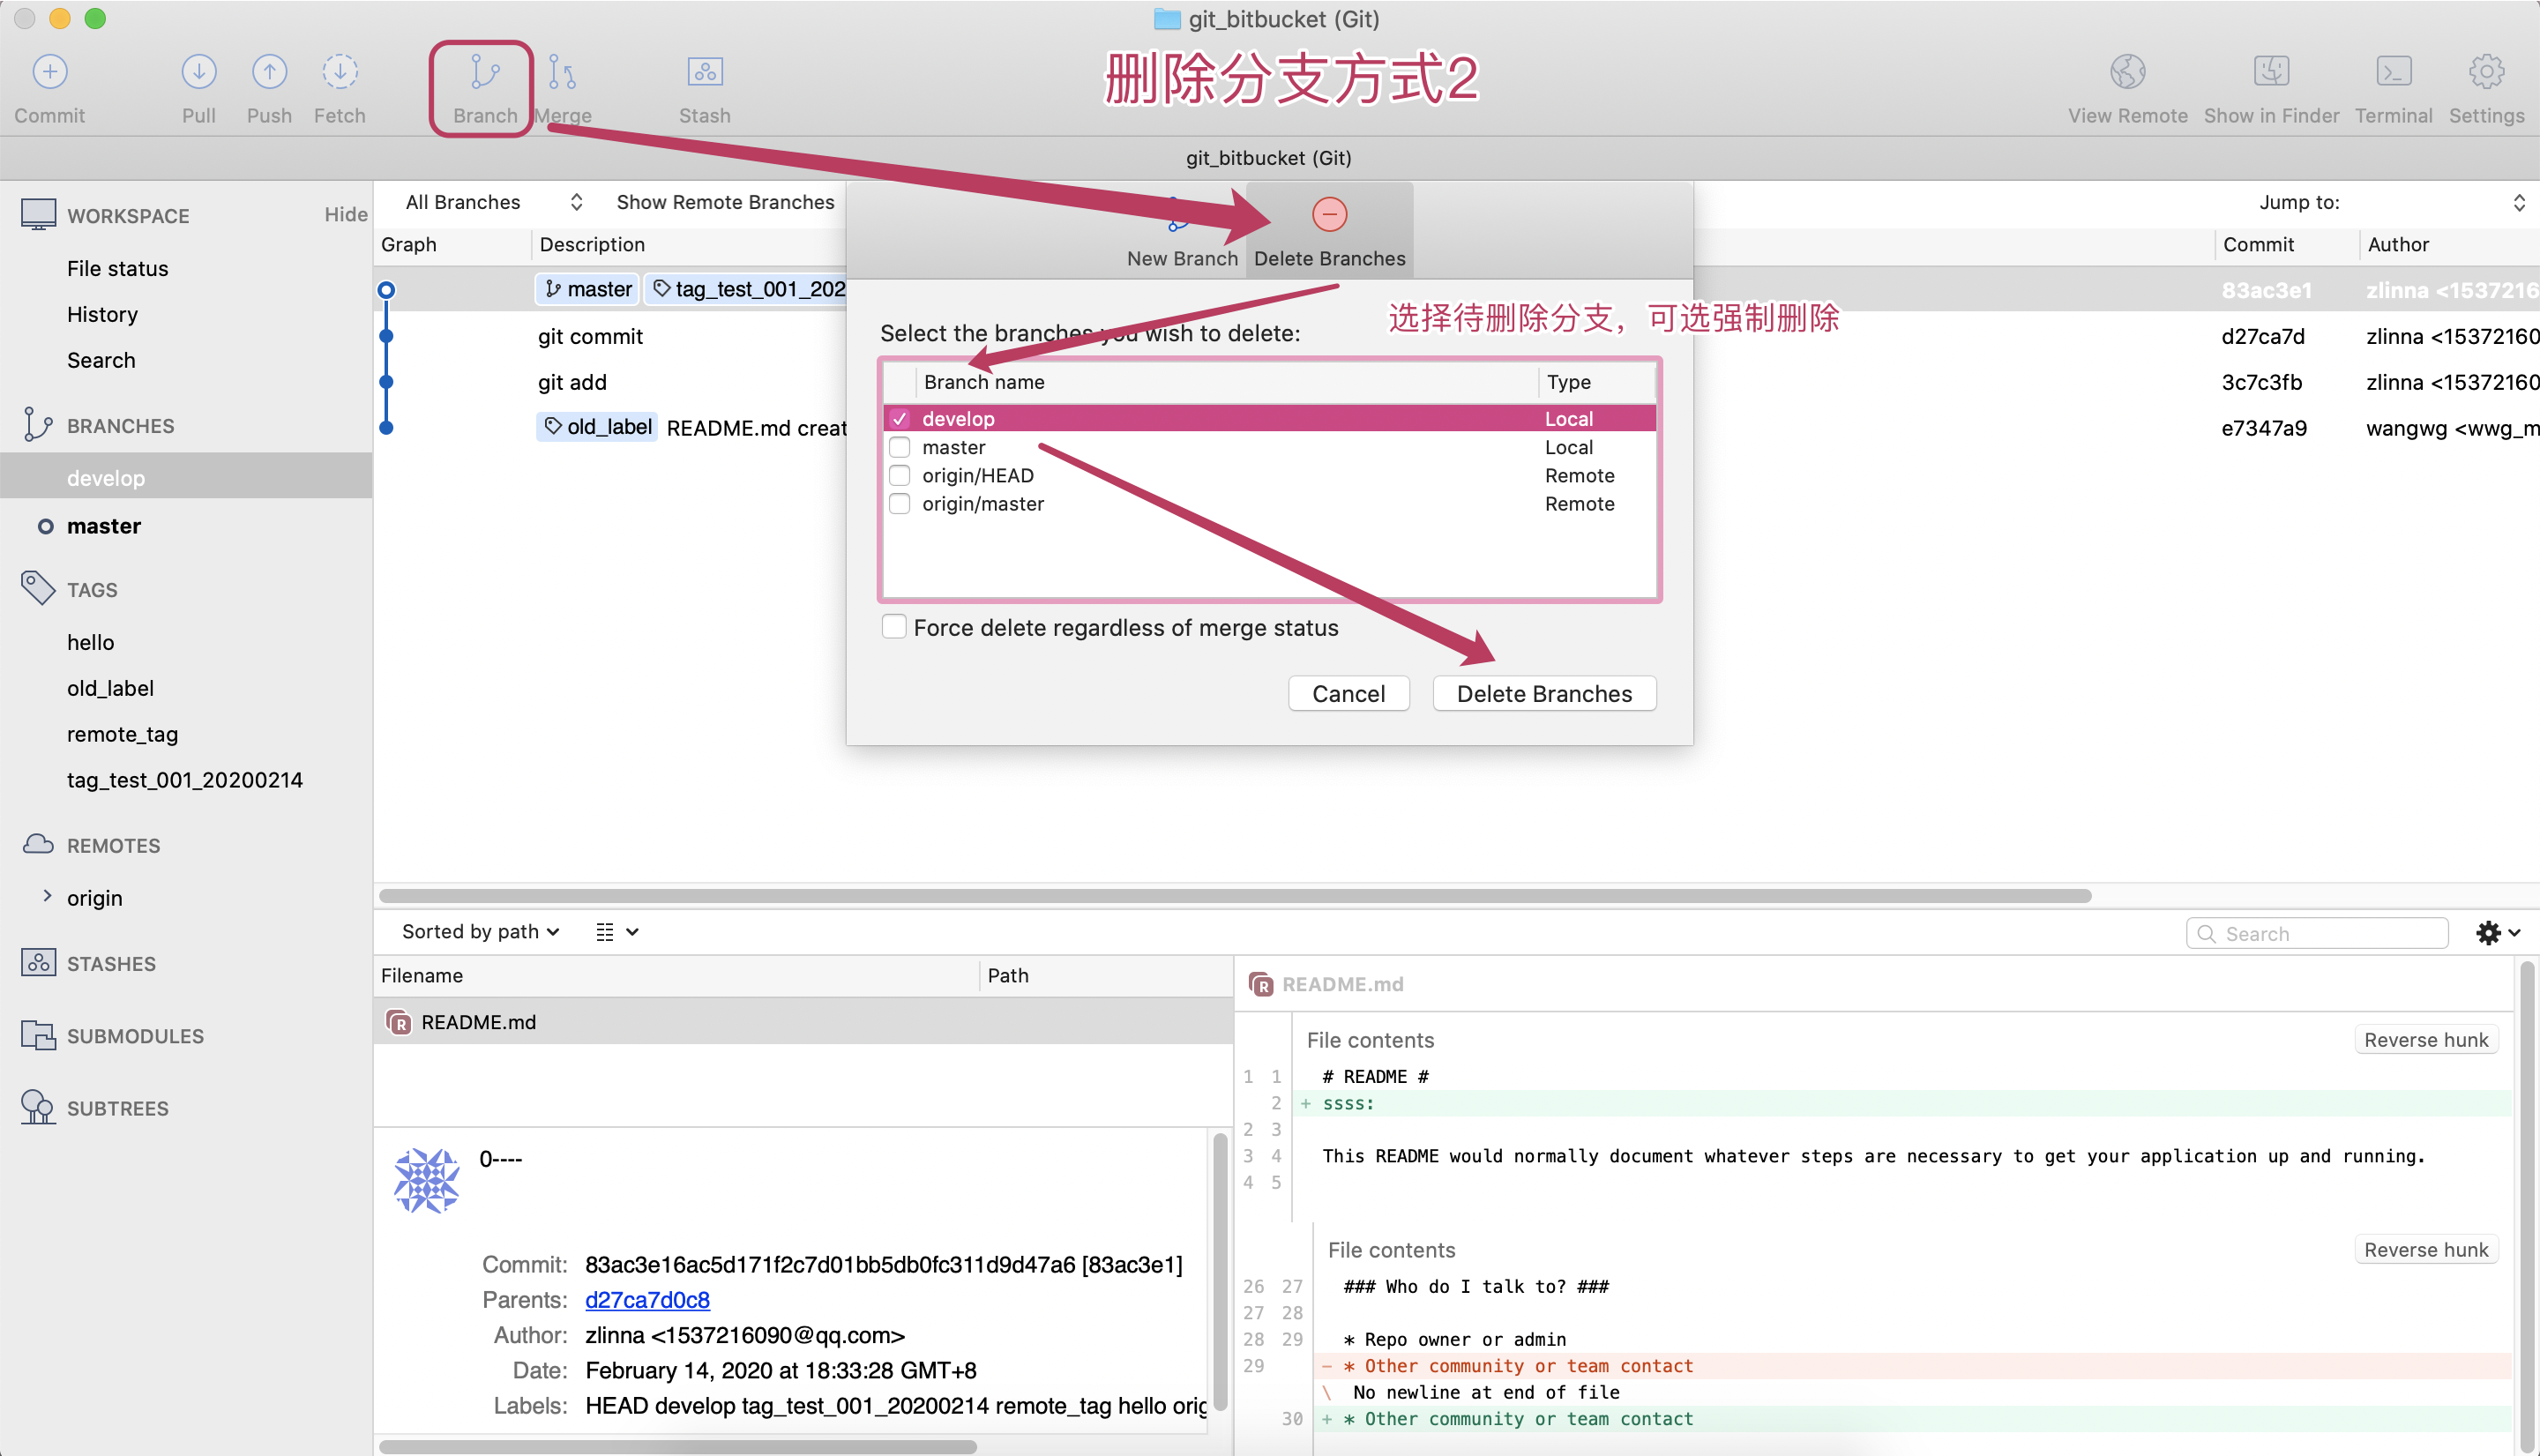 git_bitbucket (Git)
Commit
Pull
Push
Fetch
Branch
Merge
Stash
删除分支方式2
View Remote
Show in Finder
Terminal
Settings
git_bitbucket (Git)
WORKSPACE
Hide
File status
History
Search
BRANCHES
develop
master
TAGS
hello
old_label
remote_tag
tag_test_001_20200214
REMOTES
origin
STASHES
SUBMODULES
SUBTREES
All Branches
Show Remote Branches
Jump to:
Graph
Description
Commit
Author
master
tag_test_001_202
83ac3e1
zlinna <1537216
git commit
d27ca7d
zlinna <15372160
git add
3c7c3fb
zlinna <15372160
old_label
README.md creat
e7347a9
wangwg <wwg_m
New Branch
Delete Branches
选择待删除分支，可选强制删除
Select the branches you wish to delete:
Branch name
Type
develop
Local
master
Local
origin/HEAD
Remote
origin/master
Remote
Force delete regardless of merge status
Cancel
Delete Branches
Sorted by path
Search
Filename
Path
README.md
0----
Commit: 83ac3e16ac5d171f2c7d01bb5db0fc311d9d47a6 [83ac3e1]
Parents: d27ca7d0c8
Author: zlinna <1537216090@qq.com>
Date: February 14, 2020 at 18:33:28 GMT+8
Labels: HEAD develop tag_test_001_20200214 remote_tag hello orig
README.md
File contents
Reverse hunk
1 1 # README #
2 + ssss:
2 3
3 4 This README would normally document whatever steps are necessary to get your application up and running.
4 5
File contents
Reverse hunk
26 27 ### Who do I talk to? ###
27 28
28 29 * Repo owner or admin
29 - * Other community or team contact
\ No newline at end of file
30 + * Other community or team contact